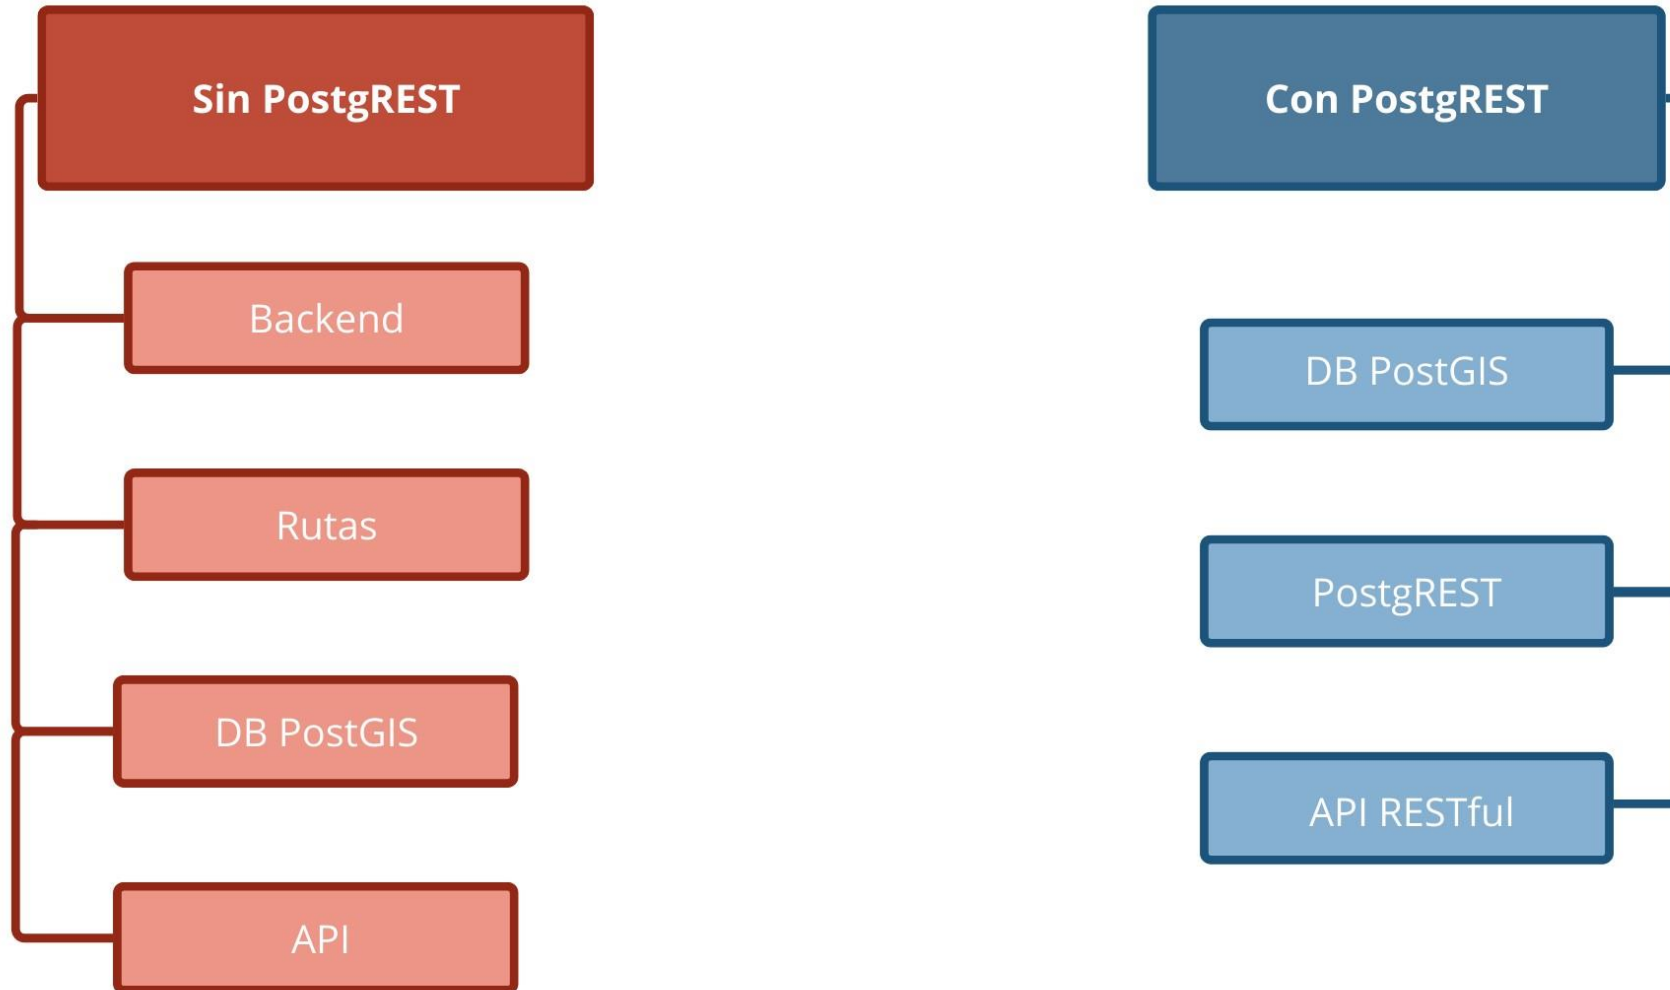 Sin PostgREST
Backend
Rutas
DB PostGIS
API
Con PostgREST
DB PostGIS
PostgREST
API RESTful